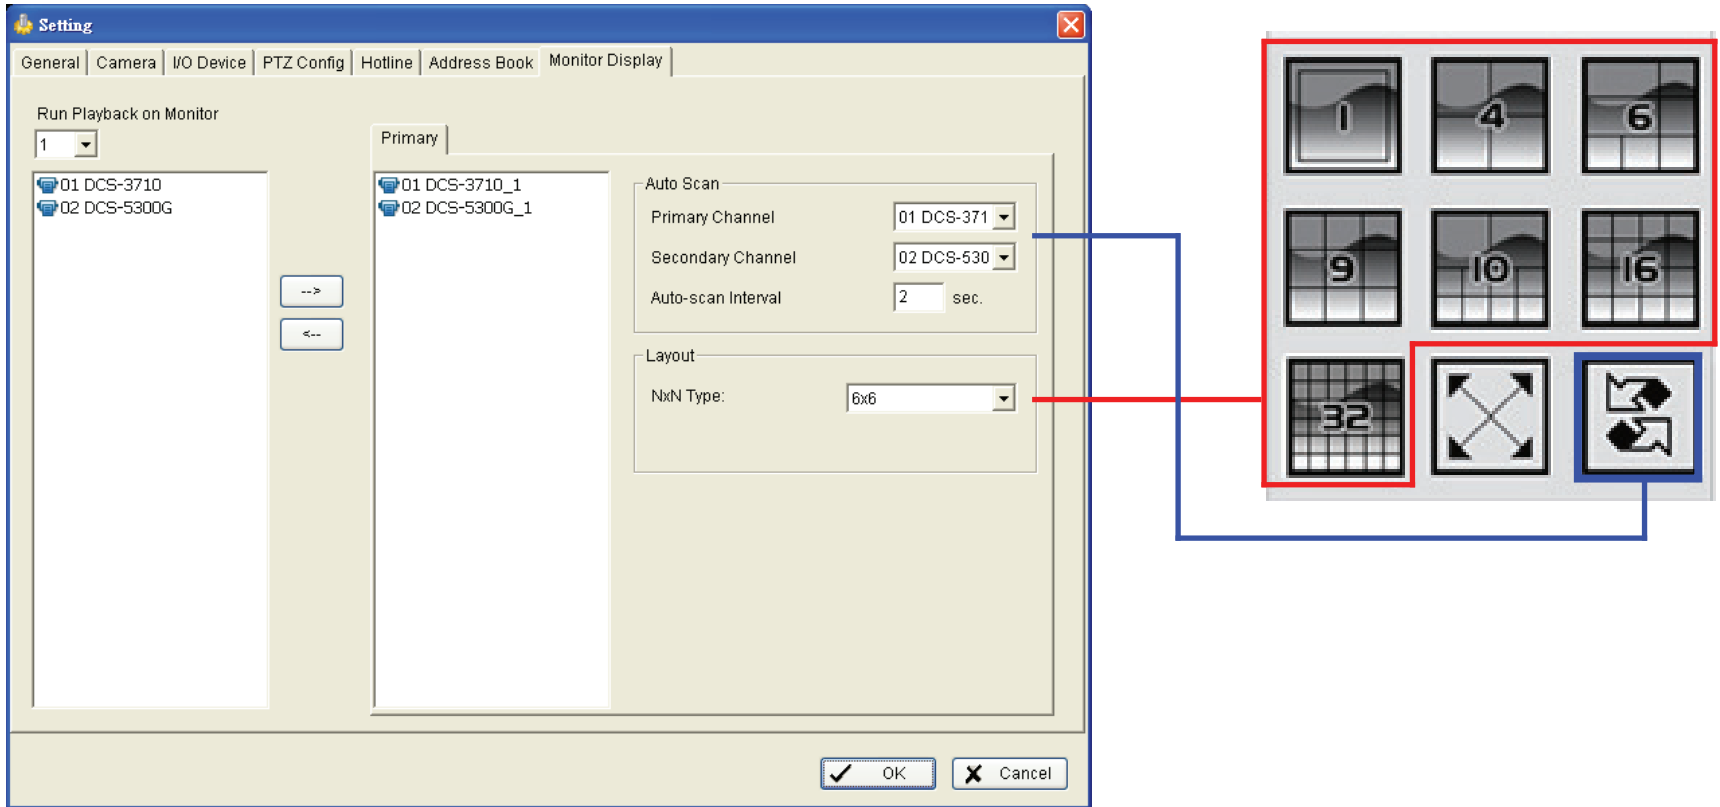 Setting
General Camera I/O Device PTZ Config Hotline Address Book Monitor Display
Run Playback on Monitor
1
Primary
01 DCS-3710
02 DCS-5300G
-->
<--
01 DCS-3710_1
02 DCS-5300G_1
Auto Scan
Primary Channel 01 DCS-371
Secondary Channel 02 DCS-530
Auto-scan Interval 2 sec.
Layout
NxN Type: 6x6
OK Cancel
1 4 6
9 10 16
32